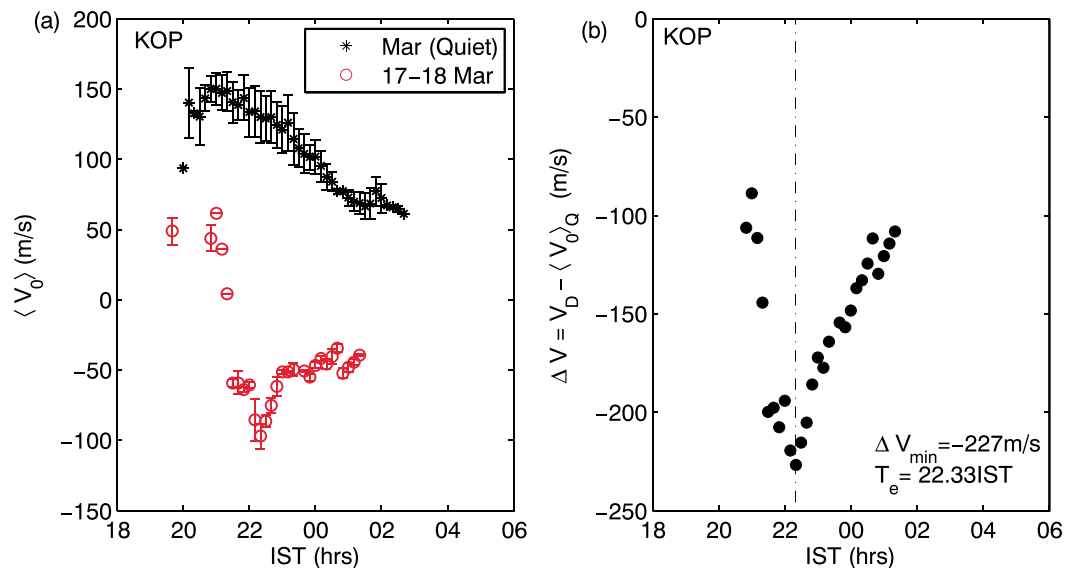 (a)
KOP
Mar (Quiet)
17−18 Mar
200
150
100
50
0
−50
−100
−150
⟨ V0⟩ (m/s)
18
20
22
00
02
04
06
IST (hrs)
(b)
KOP
0
−50
−100
−150
−200
−250
Δ V = VD − ⟨ V0⟩Q (m/s)
Δ Vmin=−227m/s
Te= 22.33IST
18
20
22
00
02
04
06
IST (hrs)